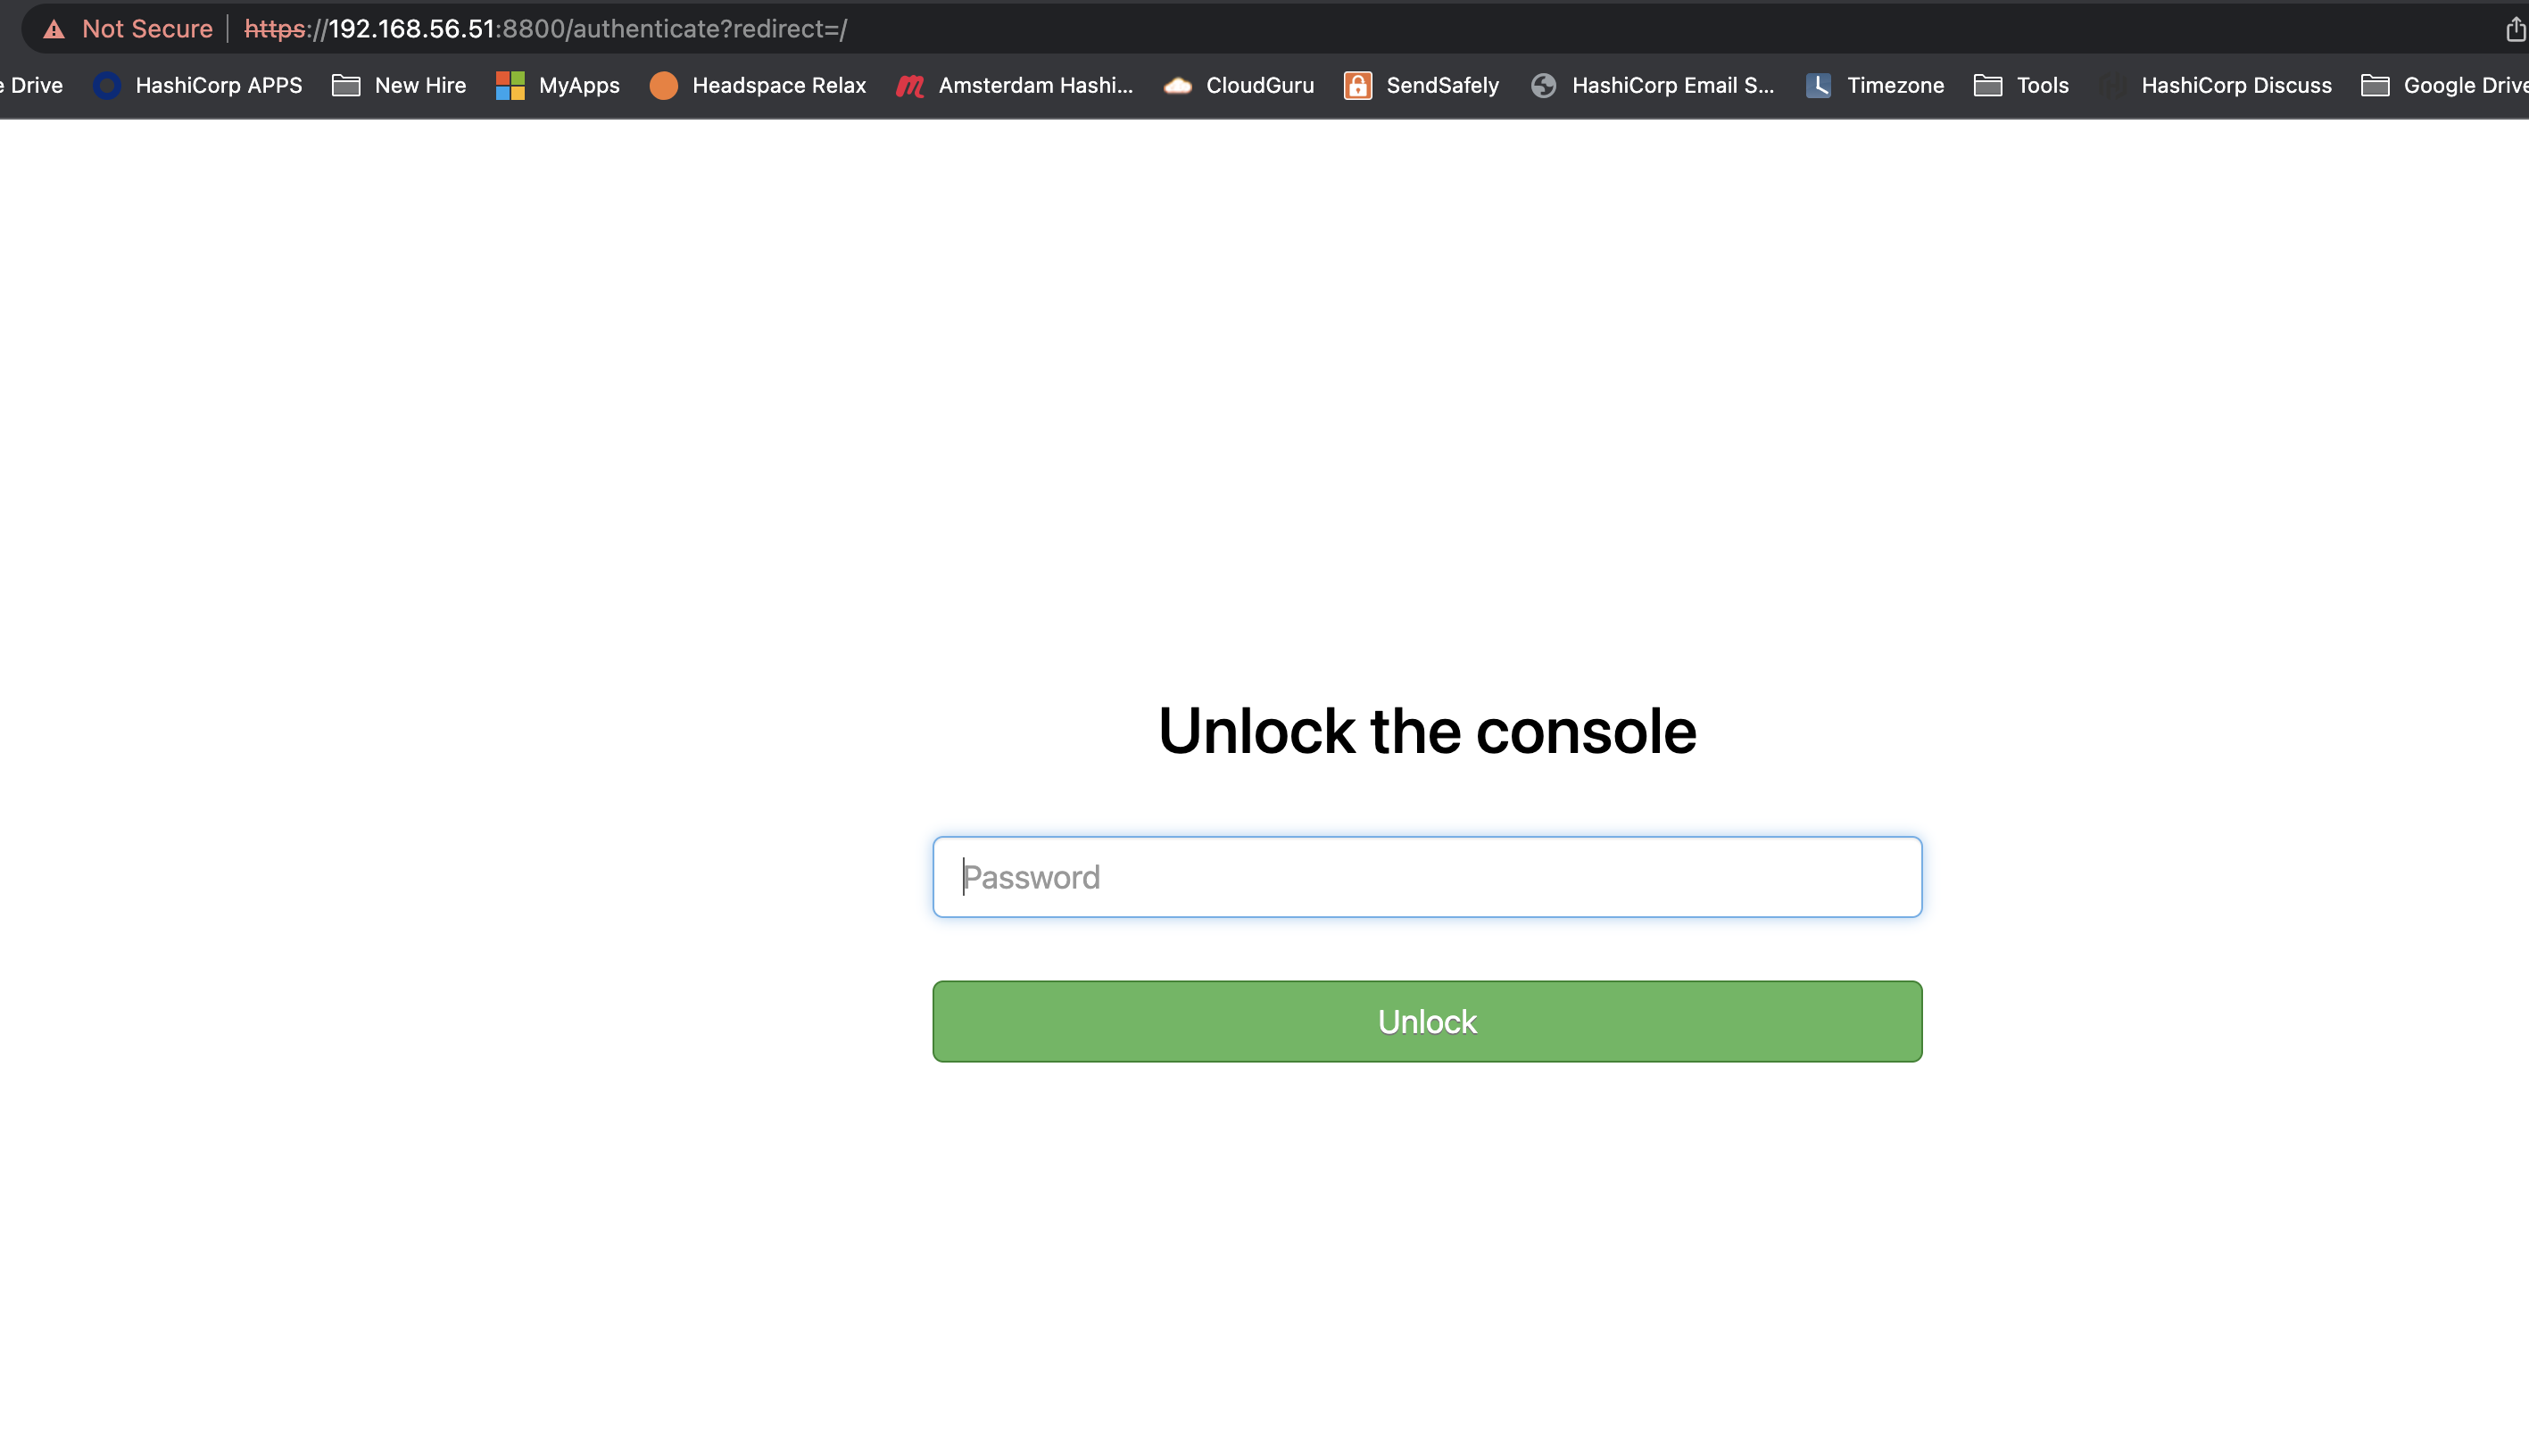 Not Secure | https://192.168.56.51:8800/authenticate?redirect=/
e Drive HashiCorp APPS New Hire MyApps Headspace Relax Amsterdam Hashi... CloudGuru SendSafely HashiCorp Email S... Timezone Tools HashiCorp Discuss Google Drive
Unlock the console
Password
Unlock